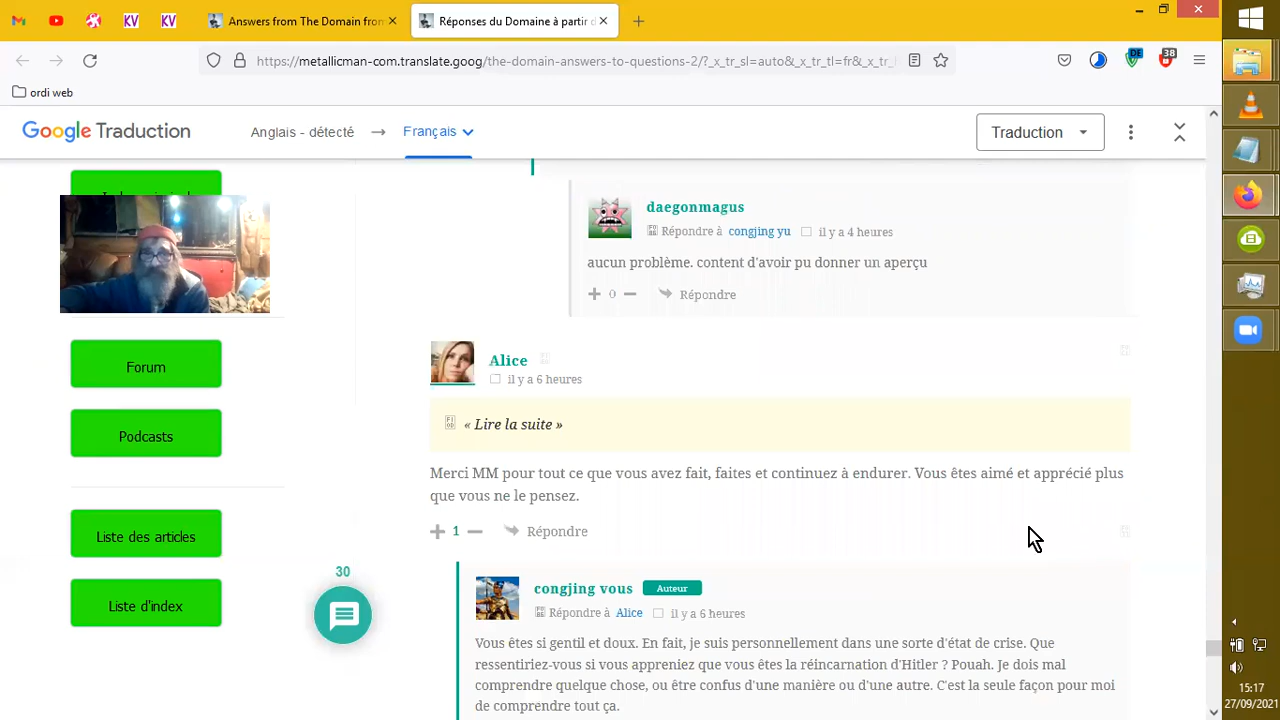 Answers from The Domain from
Réponses du Domaine à partir d
https://metallicman-com.translate.goog/the-domain-answers-to-questions-2/?_x_tr_sl=auto&_x_tr_tl=fr&_x_tr_l
DE
38
ordi web
Google Traduction
Anglais - détecté
Français
Traduction
daegonmagus
Répondre à congjing yu il y a 4 heures
aucun problème. content d'avoir pu donner un aperçu
0
Répondre
Alice
il y a 6 heures
« Lire la suite »
Merci MM pour tout ce que vous avez fait, faites et continuez à endurer. Vous êtes aimé et apprécié plus
que vous ne le pensez.
1
Répondre
congjing vous Auteur
Répondre à Alice il y a 6 heures
Vous êtes si gentil et doux. En fait, je suis personnellement dans une sorte d'état de crise. Que
ressentiriez-vous si vous appreniez que vous êtes la réincarnation d'Hitler ? Pouah. Je dois mal
comprendre quelque chose, ou être confus d'une manière ou d'une autre. C'est la seule façon pour moi
de comprendre tout ça.
Forum
Podcasts
Liste des articles
Liste d'index
30
15:17
27/09/2021